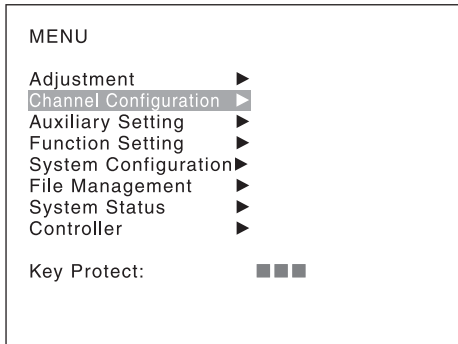 MENU
Adjustment ▶
Channel Configuration ▶
Auxiliary Setting ▶
Function Setting ▶
System Configuration▶
File Management ▶
System Status ▶
Controller ▶
Key Protect: ■■■